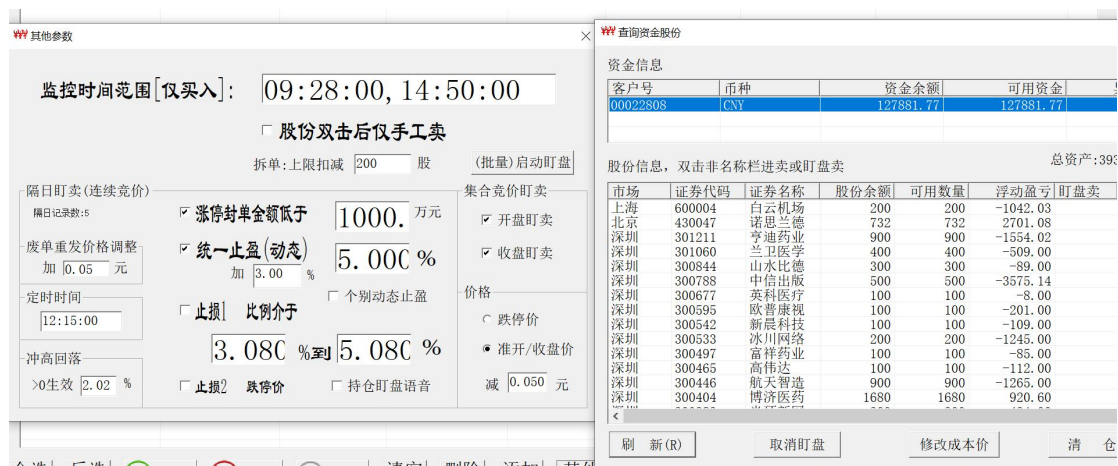 其他参数
监控时间范围[仅买入]: 09:28:00,14:50:00
股份双击后仅手工卖
拆单:上限扣减 200 股 (批量)启动盯盘
隔日盯卖(连续竞价)
隔日记录数:5
涨停封单金额低于 1000. 万元
统一止盈(动态) 5.000 %
加 3.00 %
个别动态止盈
废单重发价格调整
加 0.05 元
定时时间
12:15:00
止损1 比例介于
3.080 %到 5.080 %
冲高回落
>0生效 2.02 %
止损2 跌停价 持仓盯盘语音
集合竞价盯卖
开盘盯卖
收盘盯卖
价格
跌停价
准开/收盘价
减 0.050 元
查询资金股份
资金信息
客户号 币种 资金余额 可用资金
00022808 CNY 127881.77 127881.77
股份信息，双击非名称栏进卖或盯盘卖 总资产:393
市场 证券代码 证券名称 股份余额 可用数量 浮动盈亏 盯盘卖
上海 600004 白云机场 200 200 -1042.03
北京 430047 诺思兰德 732 732 2701.08
深圳 301211 亨迪药业 900 900 -1554.02
深圳 301060 兰卫医学 400 400 -509.00
深圳 300844 山水比德 300 300 -89.00
深圳 300788 中信出版 500 500 -3575.14
深圳 300677 英科医疗 100 100 -8.00
深圳 300595 欧普康视 100 100 -201.00
深圳 300542 新晨科技 100 100 -109.00
深圳 300533 冰川网络 200 200 -1245.00
深圳 300497 富祥药业 100 100 -85.00
深圳 300465 高伟达 100 100 -112.00
深圳 300446 航天智造 900 900 -1265.00
深圳 300404 博济医药 1680 1680 920.60
刷 新(R) 取消盯盘 修改成本价 清 仓